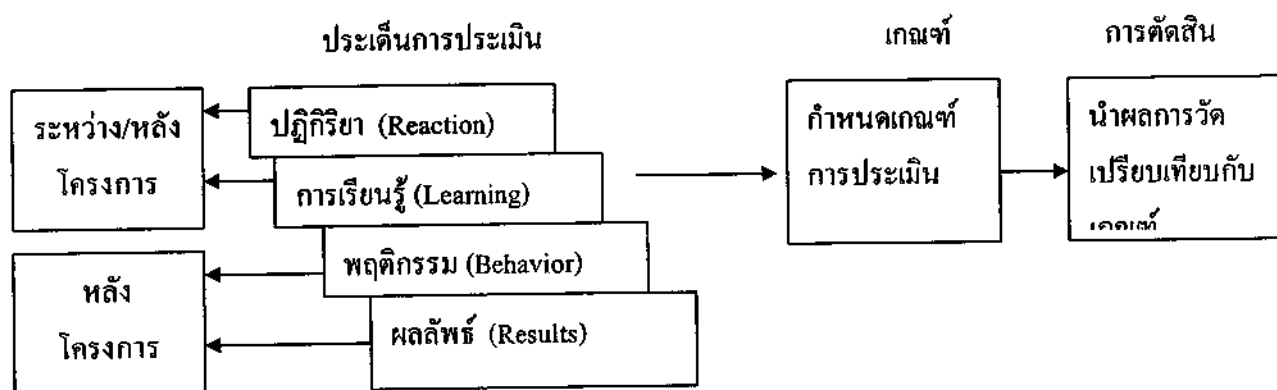 ประเด็นการประเมิน
เกณฑ์
การตัดสิน
ระหว่าง/หลัง
โครงการ
ปฏิกิริยา (Reaction)
การเรียนรู้ (Learning)
พฤติกรรม (Behavior)
ผลลัพธ์ (Results)
หลัง
โครงการ
กำหนดเกณฑ์
การประเมิน
นำผลการวัด
เปรียบเทียบกับ
เกณฑ์